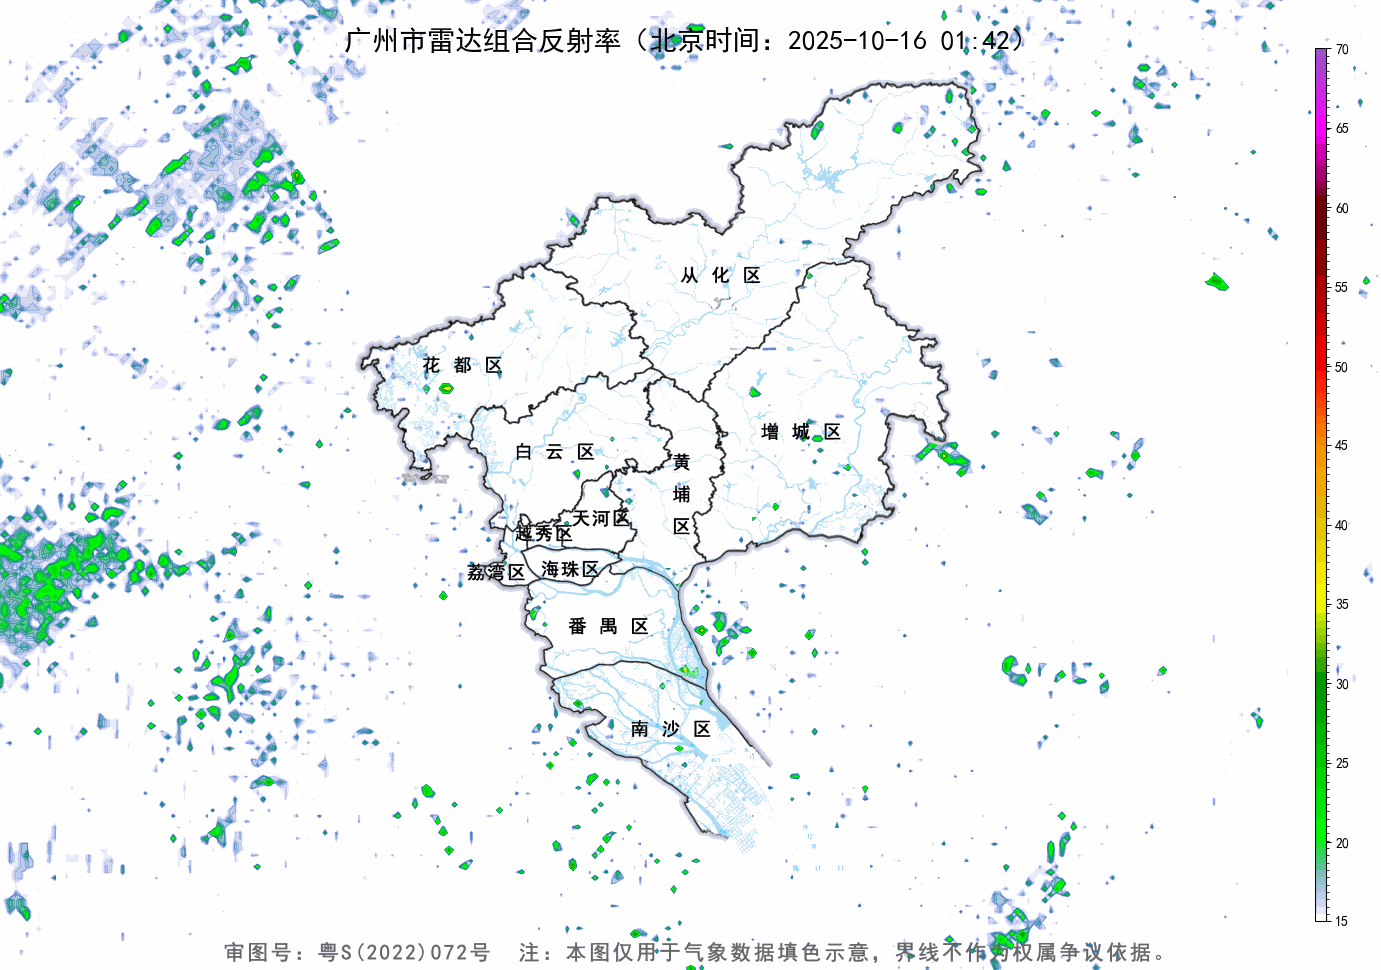 广州市雷达组合反射率（北京时间：2025-10-16 01:42）
70
65
60
55
50
45
40
35
30
25
20
15
从 化 区
花 都 区
增 城 区
白 云 区
黄
埔
区
天河区
越秀区
荔湾区
海珠区
番 禺 区
南 沙 区
审图号：粤S(2022)072号 注：本图仅用于气象数据填色示意，界线不作为权属争议依据。